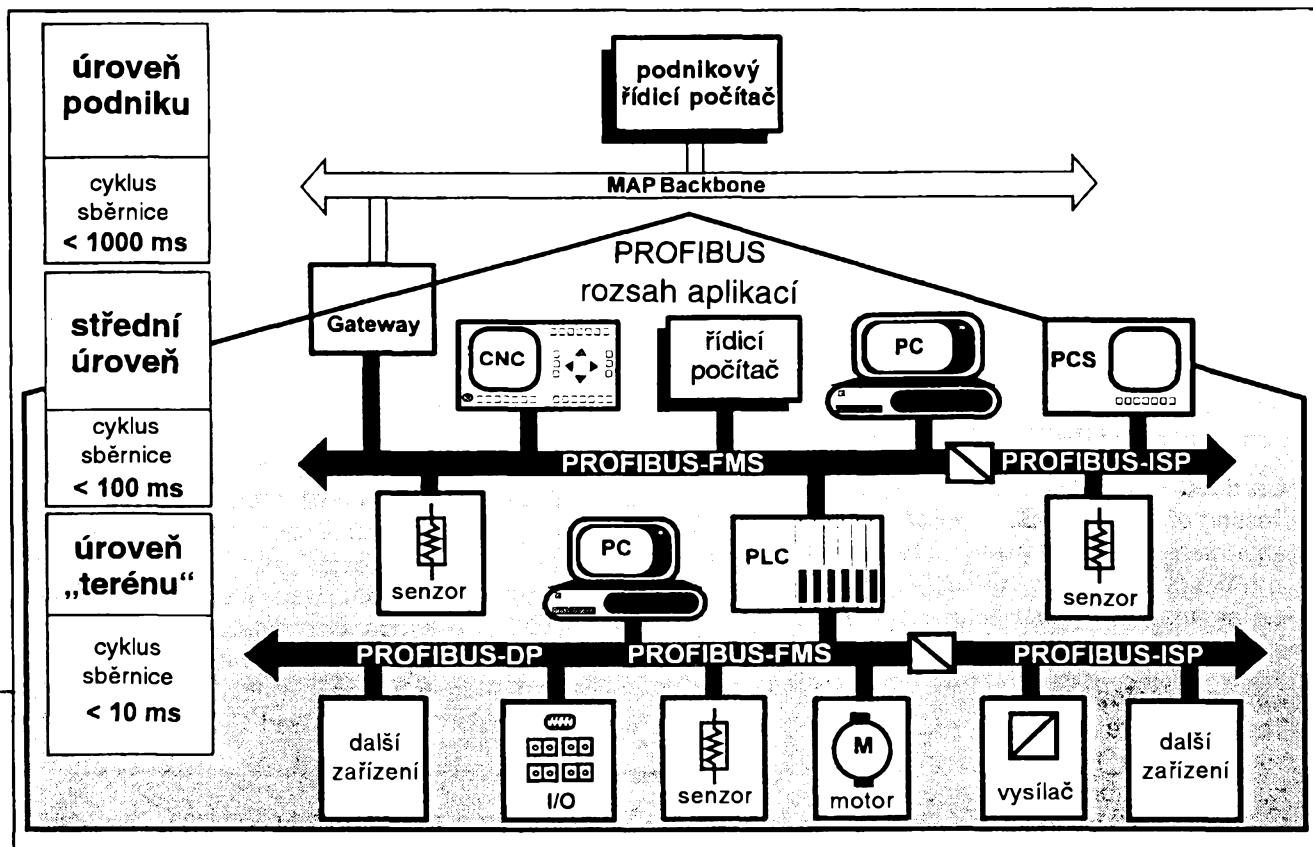 úroveň
podniku
cyklus
sběrnice
< 1000 ms
střední
úroveň
cyklus
sběrnice
< 100 ms
úroveň
„terénu“
cyklus
sběrnice
< 10 ms
podnikový
řídicí počítač
MAP Backbone
PROFIBUS
rozsah aplikací
Gateway
CNC
řídicí
počítač
PC
PCS
PROFIBUS-FMS
PROFIBUS-ISP
senzor
PC
PLC
senzor
PROFIBUS-DP
PROFIBUS-FMS
PROFIBUS-ISP
další
zařízení
I/O
senzor
M
motor
vysílač
další
zařízení